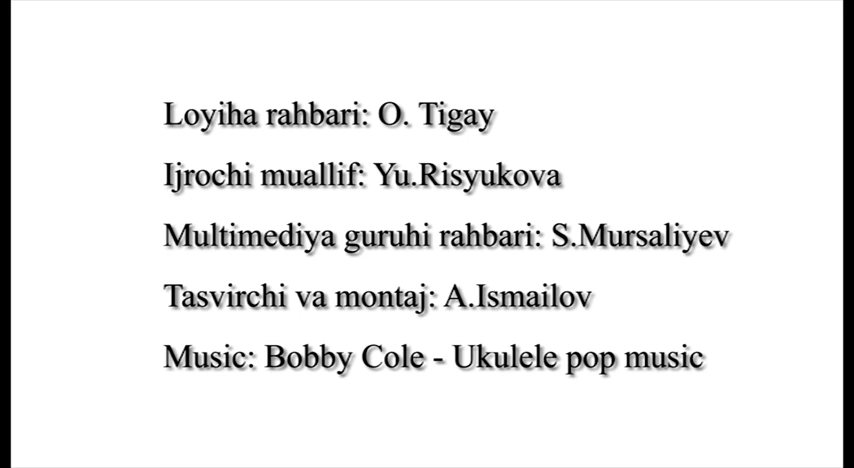 Loyiha rahbari: O. Tigay
Ijrochi muallif: Yu.Risyukova
Multimediya guruhi rahbari: S.Mursaliyev
Tasvirchi va montaj: A.Ismailov
Music: Bobby Cole - Ukulele pop music